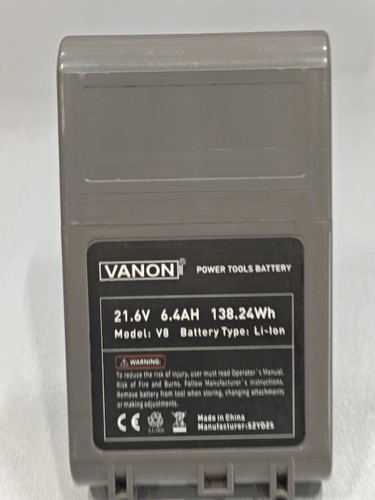 VANON POWER TOOLS BATTERY
21.6V 6.4AH 138.24Wh
Model: V8 Battery Type: Li-Ion
WARNING:
To reduce the risk of injury, user must read Operator`s Manual,
Risk of Fire and Burns. Follow Manufacturer`s Instructions,
Remove battery from tool when storing, changing attachments
or making adjustments.
CE Made in China
Manufacturer:SZYDZS